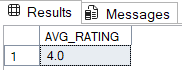 Results Messages
AVG_RATING
1 4.0